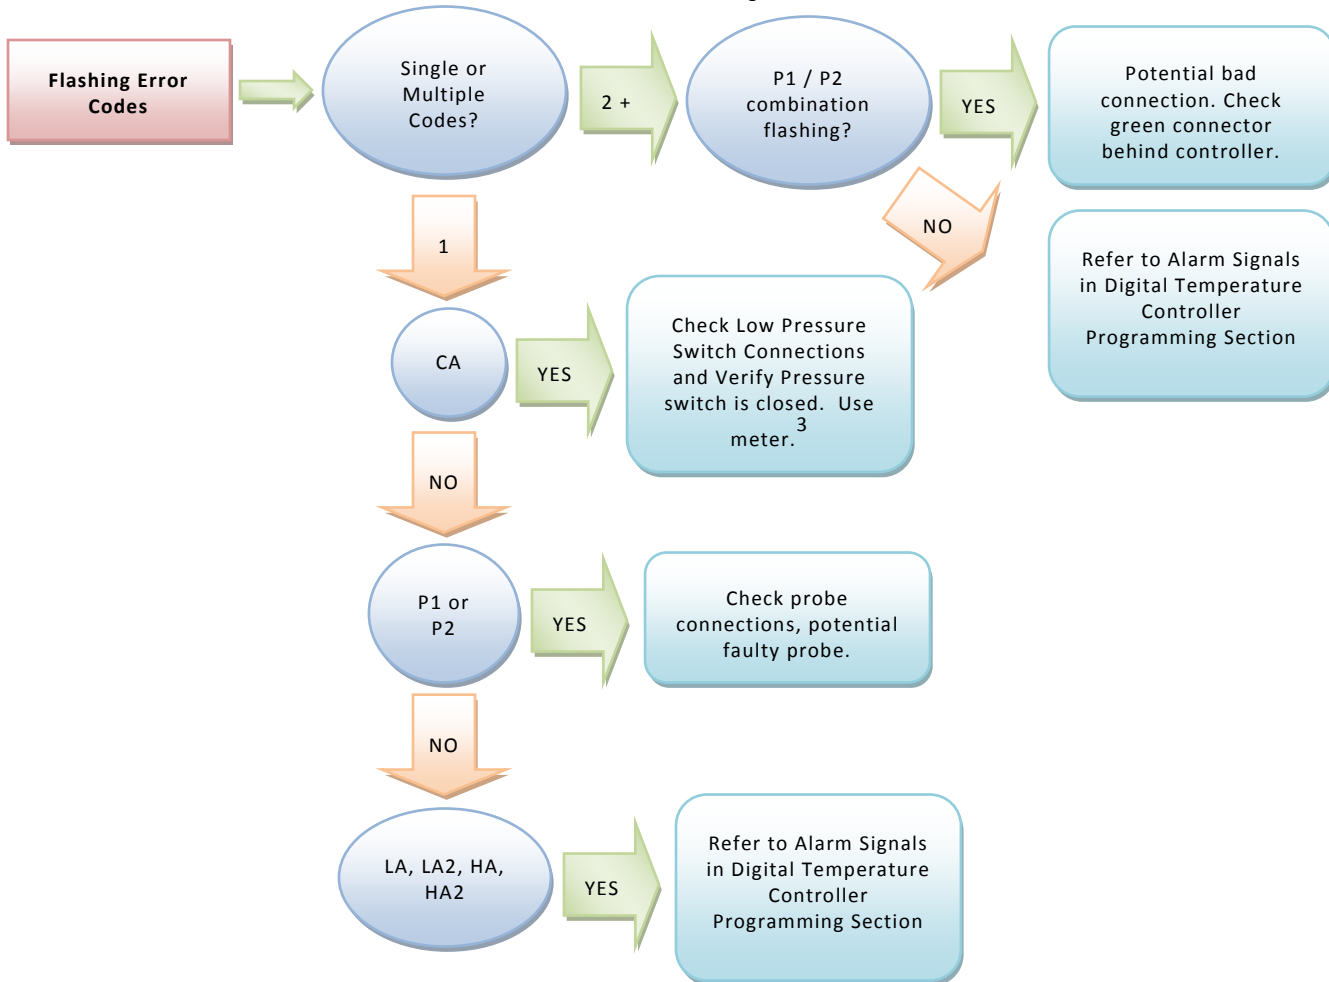 Flashing Error
Codes
Single or
Multiple
Codes?
2 +
P1 / P2
combination
flashing?
YES
Potential bad
connection. Check
green connector
behind controller.
NO
Refer to Alarm Signals
in Digital Temperature
Controller
Programming Section
1
CA
YES
Check Low Pressure
Switch Connections
and Verify Pressure
switch is closed. Use
meter.3
NO
P1 or
P2
YES
Check probe
connections, potential
faulty probe.
NO
LA, LA2, HA,
HA2
YES
Refer to Alarm Signals
in Digital Temperature
Controller
Programming Section